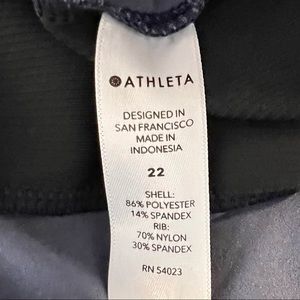 ATHLETA
DESIGNED IN
SAN FRANCISCO
MADE IN
INDONESIA
22
SHELL:
86% POLYESTER
14% SPANDEX
RIB:
70% NYLON
30% SPANDEX
RN 54023